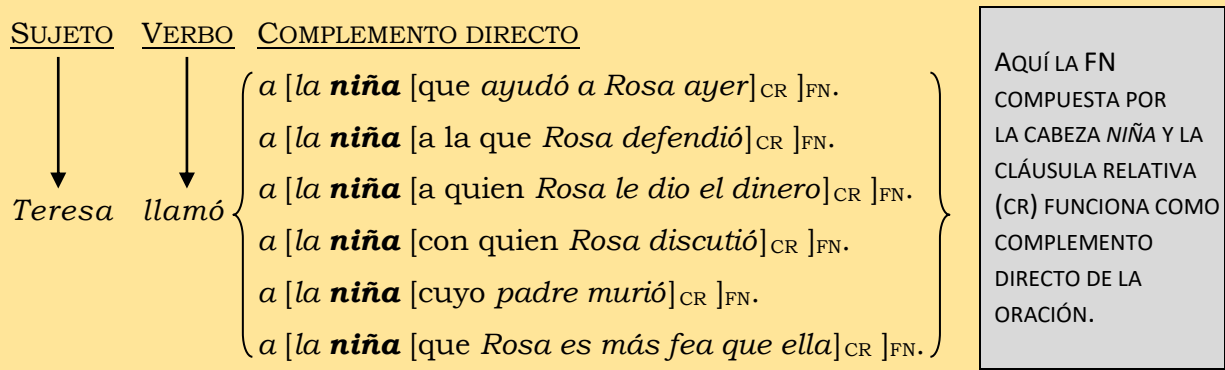 SUJETO VERBO COMPLEMENTO DIRECTO
a [la niña [que ayudó a Rosa ayer]CR ]FN.
a [la niña [a la que Rosa defendió]CR ]FN.
a [la niña [a quien Rosa le dio el dinero]CR ]FN.
Teresa llamó
a [la niña [con quien Rosa discutió]CR ]FN.
a [la niña [cuyo padre murió]CR ]FN.
a [la niña [que Rosa es más fea que ella]CR ]FN.
AQUÍ LA FN
COMPUESTA POR
LA CABEZA NIÑA Y LA
CLÁUSULA RELATIVA
(CR) FUNCIONA COMO
COMPLEMENTO
DIRECTO DE LA
ORACIÓN.